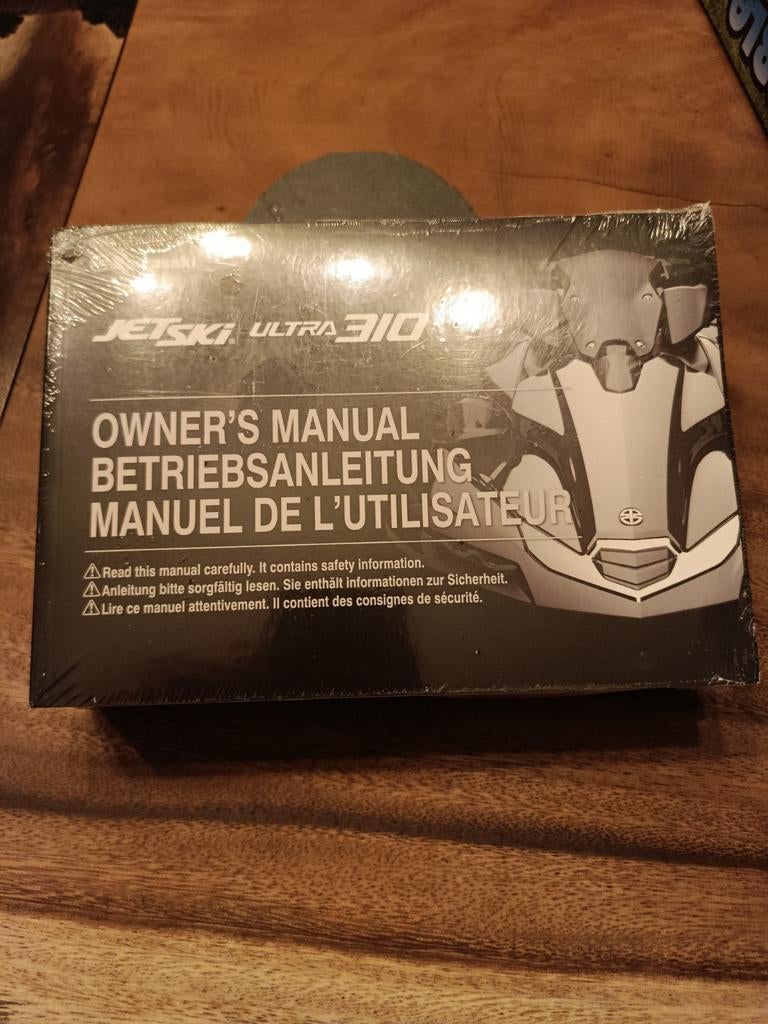 JETSKI ULTRA 310
OWNER'S MANUAL
BETRIEBSANLEITUNG
MANUEL DE L'UTILISATEUR
⚠Read this manual carefully. It contains safety information.
⚠Anleitung bitte sorgfältig lesen. Sie enthält informationen zur Sicherheit.
⚠Lire ce manuel attentivement. Il contient des consignes de sécurité.